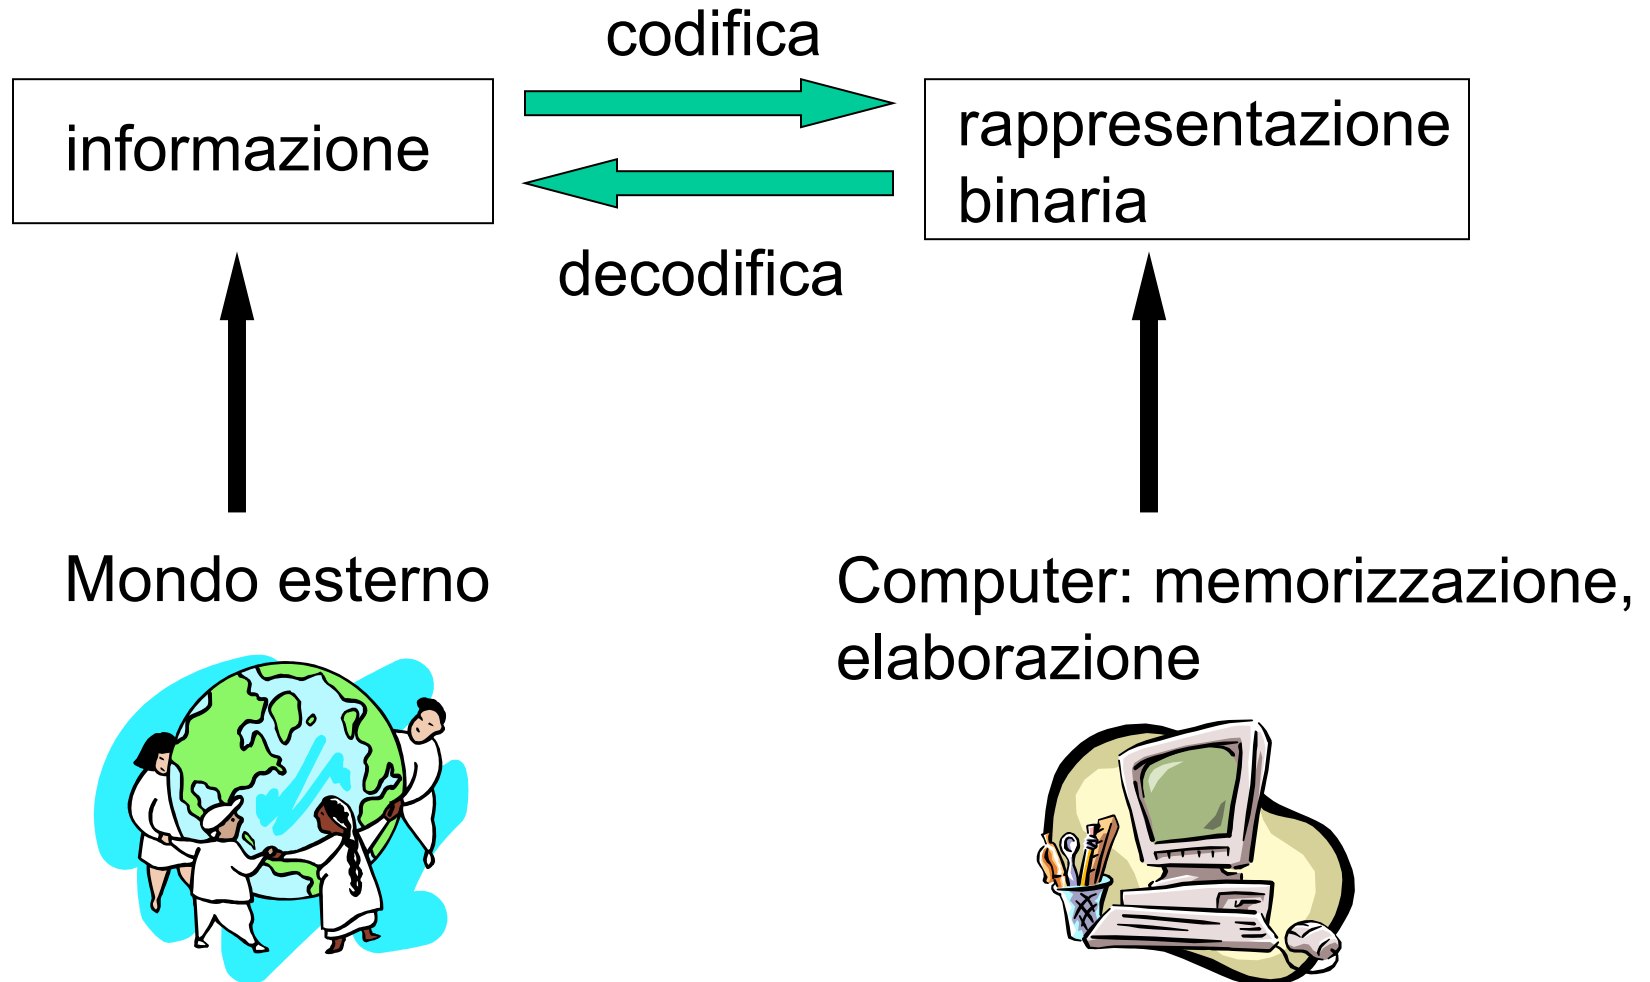 codifica
informazione
rappresentazione
binaria
decodifica
Mondo esterno
Computer: memorizzazione,
elaborazione